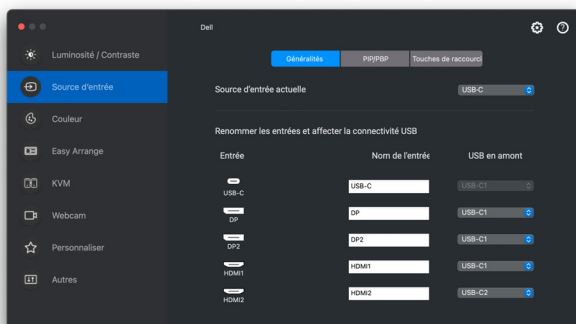 Dell
Luminosité / Contraste
Source d'entrée
Couleur
Easy Arrange
KVM
Webcam
Personnaliser
Autres
Généralités PIP/PBP Touches de raccourci
Source d'entrée actuelle USB-C
Renommer les entrées et affecter la connectivité USB
Entrée Nom de l'entrée USB en amont
USB-C USB-C USB-C1
DP DP USB-C1
DP2 DP2 USB-C1
HDMI1 HDMI1 USB-C1
HDMI2 HDMI2 USB-C2